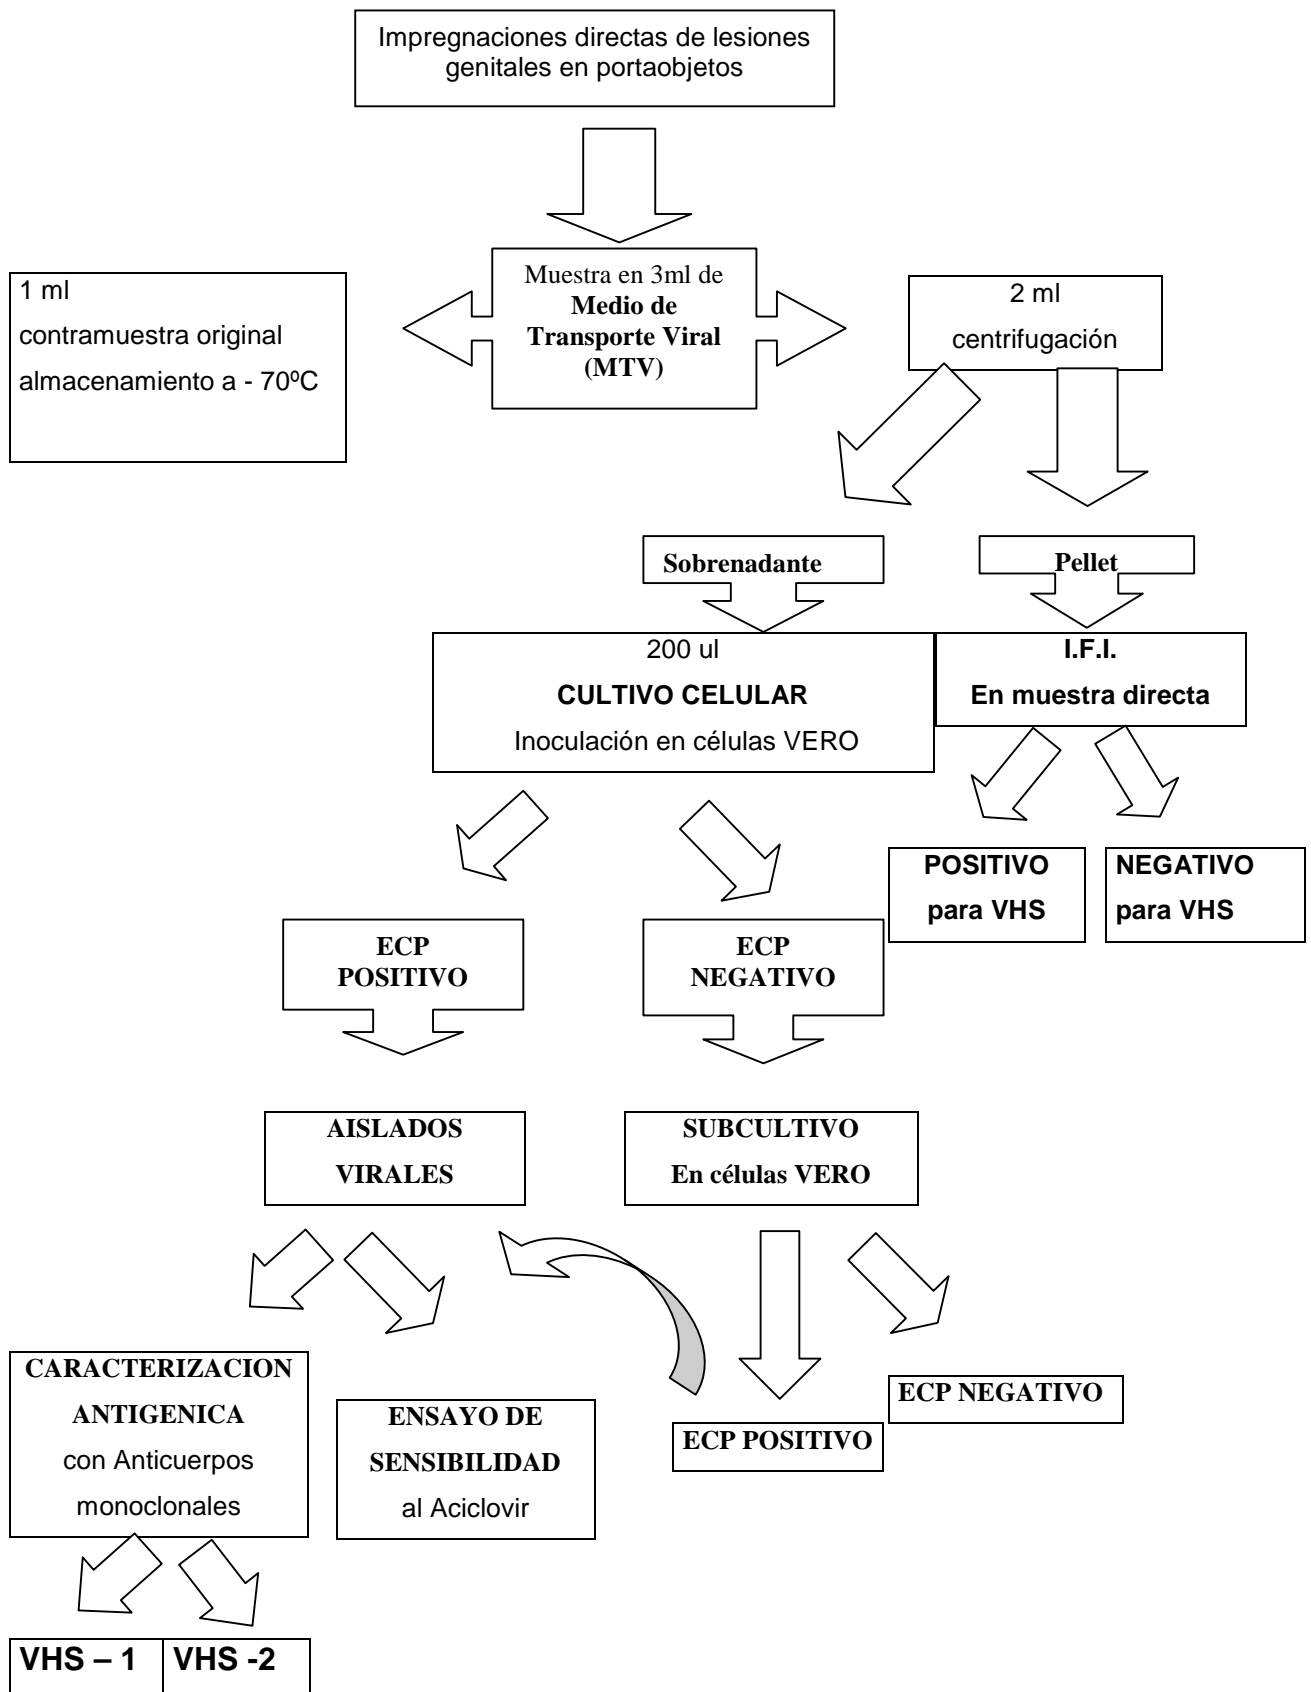 Impregnaciones directas de lesiones
genitales en portaobjetos
Muestra en 3ml de
Medio de
Transporte Viral
(MTV)
1 ml
contramuestra original
almacenamiento a - 70ºC
2 ml
centrifugación
Sobrenadante
Pellet
200 ul
CULTIVO CELULAR
Inoculación en células VERO
I.F.I.
En muestra directa
POSITIVO
para VHS
NEGATIVO
para VHS
ECP
POSITIVO
ECP
NEGATIVO
AISLADOS
VIRALES
SUBCULTIVO
En células VERO
CARACTERIZACION
ANTIGENICA
con Anticuerpos
monoclonales
ENSAYO DE
SENSIBILIDAD
al Aciclovir
ECP POSITIVO
ECP NEGATIVO
VHS – 1
VHS -2